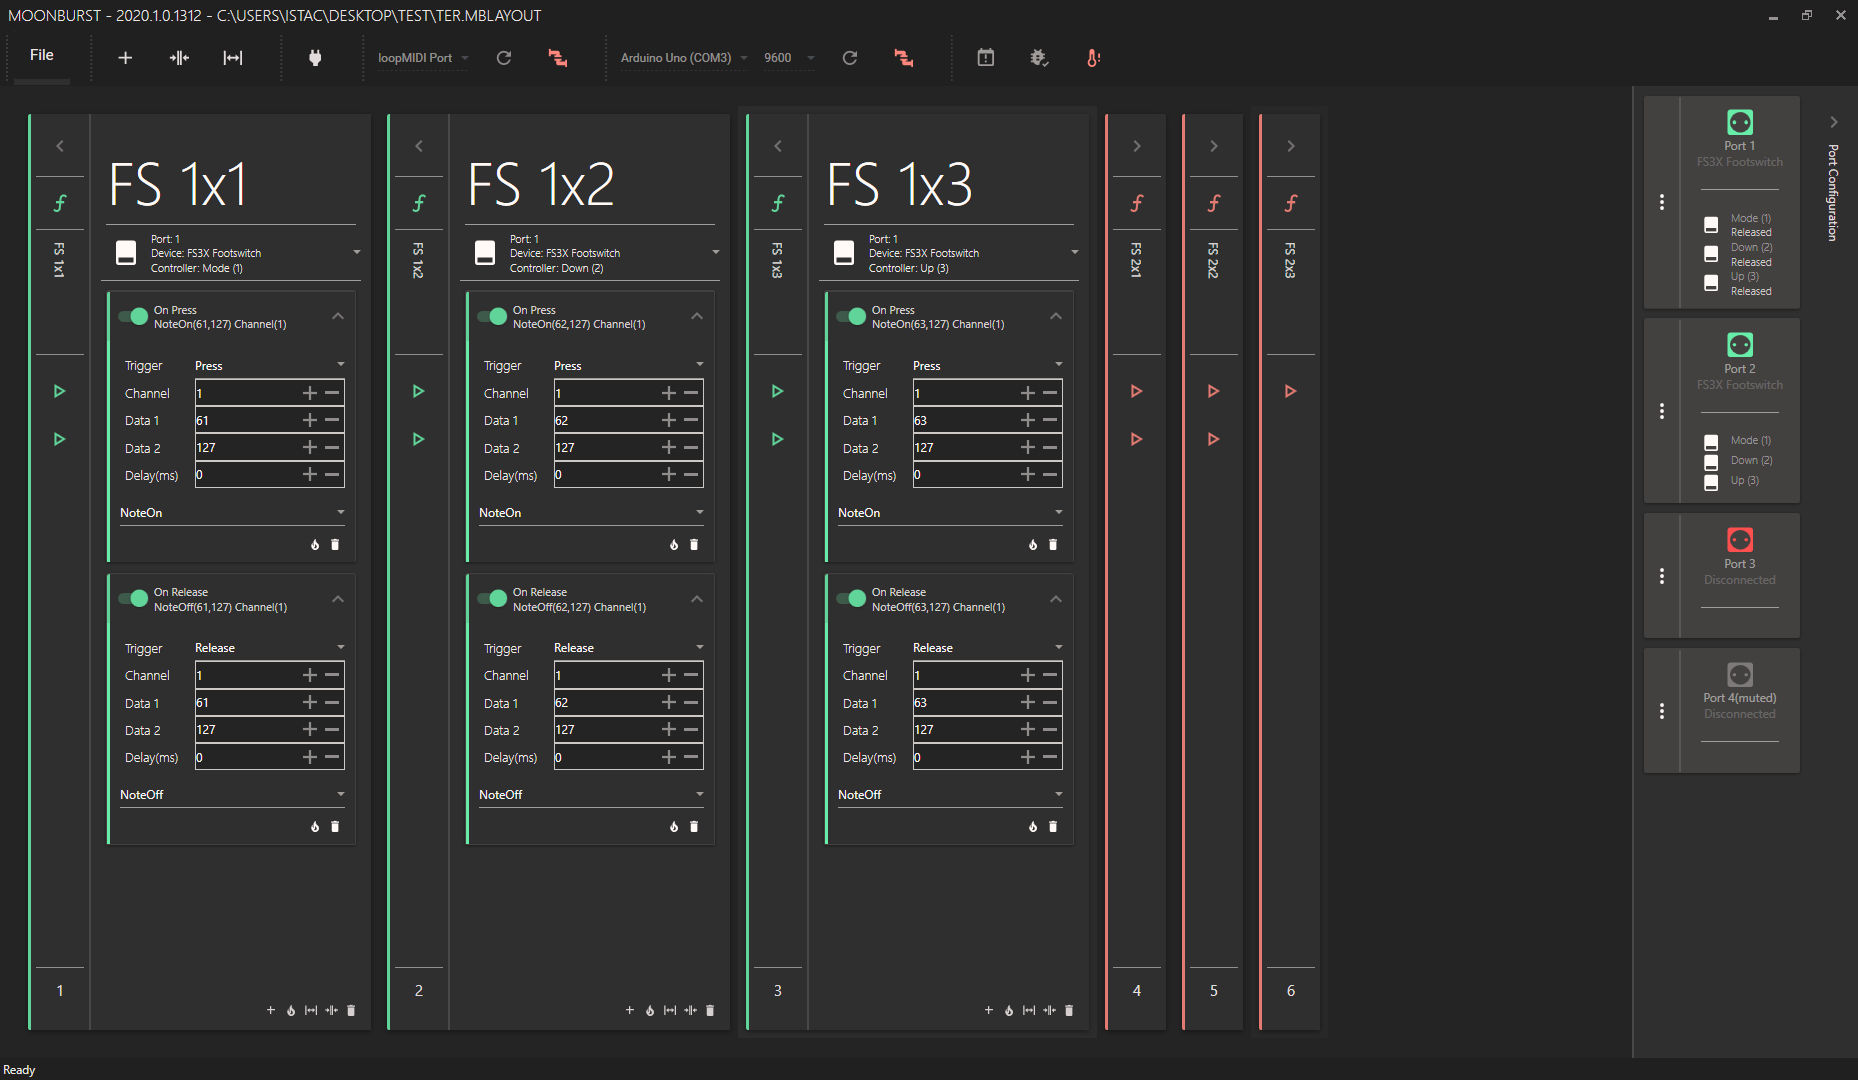 MOONBURST - 2020.1.0.1312 - C:\USERS\ISTAC\DESKTOP\TEST\TER.MBLAYOUT
File
loopMIDI Port
Arduino Uno (COM3)
9600
FS 1x1
FS 1x1
Port: 1
Device: FS3X Footswitch
Controller: Mode (1)
On Press
NoteOn(61,127) Channel(1)
Trigger Press
Channel 1
Data 1 61
Data 2 127
Delay(ms) 0
NoteOn
On Release
NoteOff(61,127) Channel(1)
Trigger Release
Channel 1
Data 1 61
Data 2 127
Delay(ms) 0
NoteOff
1
FS 1x2
FS 1x2
Port: 1
Device: FS3X Footswitch
Controller: Down (2)
On Press
NoteOn(62,127) Channel(1)
Trigger Press
Channel 1
Data 1 62
Data 2 127
Delay(ms) 0
NoteOn
On Release
NoteOff(62,127) Channel(1)
Trigger Release
Channel 1
Data 1 62
Data 2 127
Delay(ms) 0
NoteOff
2
FS 1x3
FS 1x3
Port: 1
Device: FS3X Footswitch
Controller: Up (3)
On Press
NoteOn(63,127) Channel(1)
Trigger Press
Channel 1
Data 1 63
Data 2 127
Delay(ms) 0
NoteOn
On Release
NoteOff(63,127) Channel(1)
Trigger Release
Channel 1
Data 1 63
Data 2 127
Delay(ms) 0
NoteOff
3
FS 2x1
4
FS 2x2
5
FS 2x3
6
Port 1
FS3X Footswitch
Mode (1)
Released
Down (2)
Released
Up (3)
Released
Port 2
FS3X Footswitch
Mode (1)
Down (2)
Up (3)
Port 3
Disconnected
Port 4(muted)
Disconnected
Port Configuration
Ready